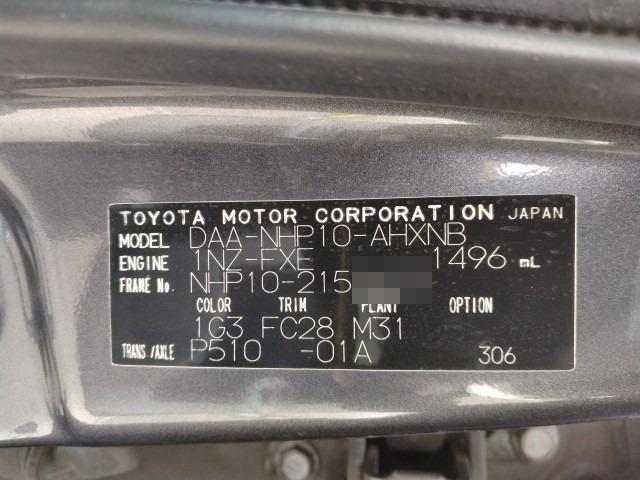 TOYOTA MOTOR CORPORATION JAPAN
MODEL DAA-NHP10-AHXNB
ENGINE 1NZ-FXE 1496 mL
FRAME No. NHP10-215
COLOR TRIM PLANT OPTION
1G3 FC28 M31
TRANS./AXLE P510 -01A 306